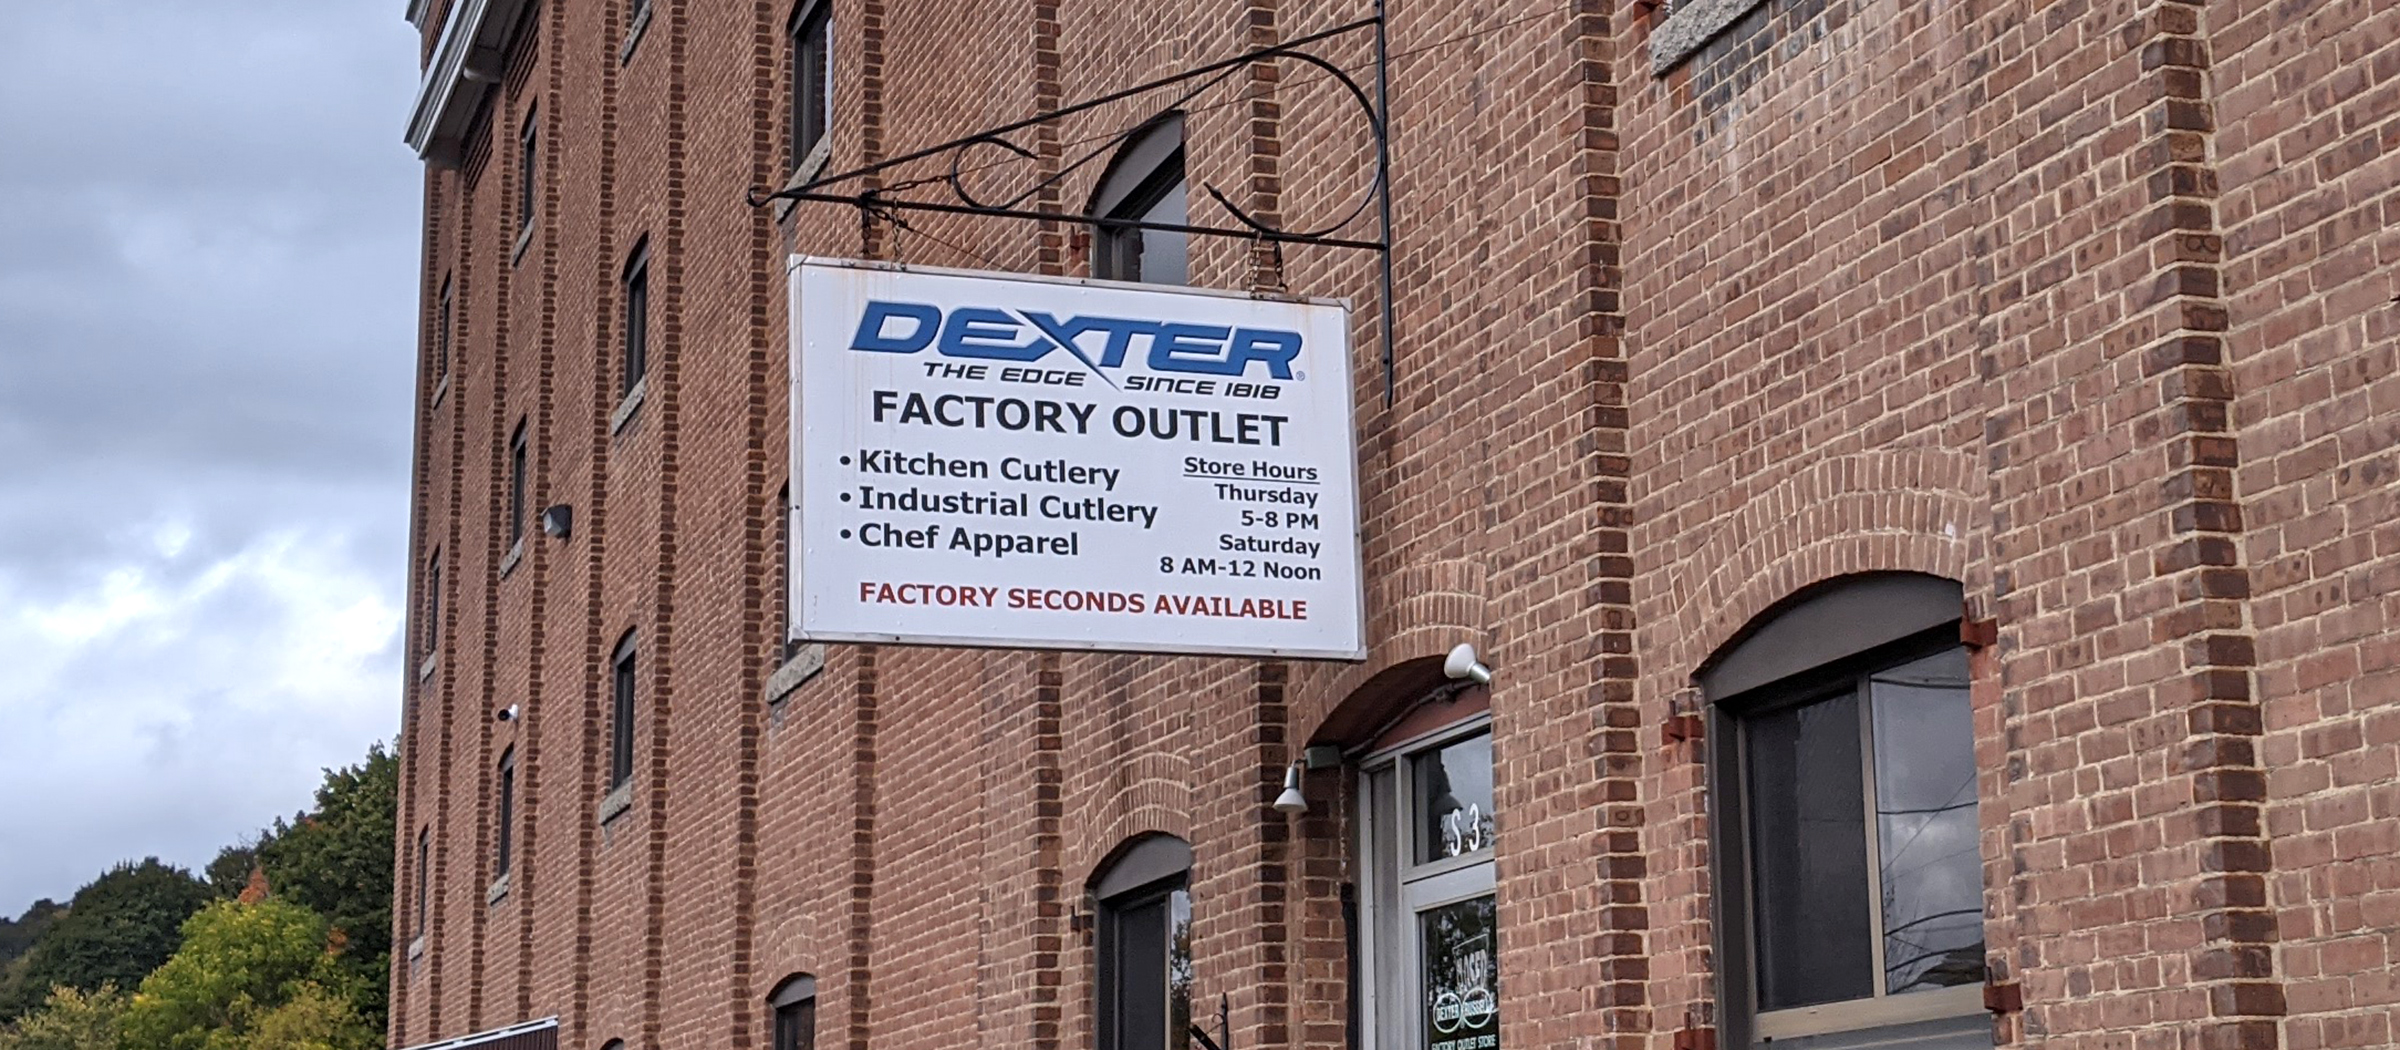 DEXTER®
THE EDGE SINCE 1818
FACTORY OUTLET
• Kitchen Cutlery
• Industrial Cutlery
• Chef Apparel
Store Hours
Thursday
5-8 PM
Saturday
8 AM-12 Noon
FACTORY SECONDS AVAILABLE
S 3
CLOSED
DEXTER RUSSELL
FACTORY OUTLET STORE